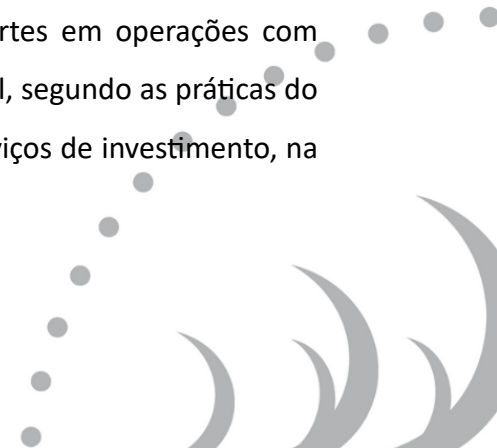 rtes em operações com
l, segundo as práticas do
viços de investimento, na